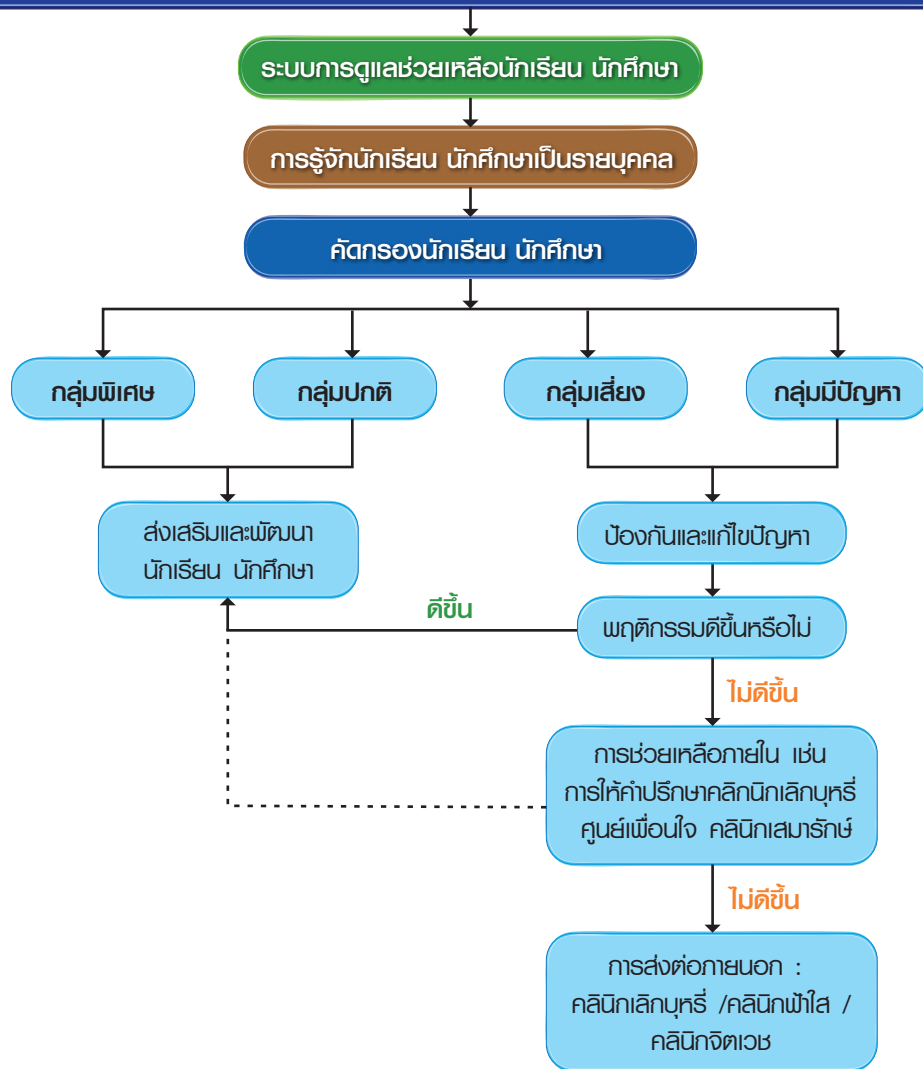 ระบบการดูแลช่วยเหลือนักเรียน นักศึกษา
การรู้จักนักเรียน นักศึกษาเป็นรายบุคคล
คัดกรองนักเรียน นักศึกษา
กลุ่มพิเศษ
กลุ่มปกติ
กลุ่มเสี่ยง
กลุ่มมีปัญหา
ส่งเสริมและพัฒนา
นักเรียน นักศึกษา
ป้องกันและแก้ไขปัญหา
ดีขึ้น
พฤติกรรมดีขึ้นหรือไม่
ไม่ดีขึ้น
การช่วยเหลือภายใน เช่น
การให้คำปรึกษาคลิกนิกเลิกบุหรี่
ศูนย์เพื่อนใจ คลินิกเสมารักษ์
ไม่ดีขึ้น
การส่งต่อภายนอก :
คลินิกเลิกบุหรี่ /คลินิกฟ้าใส /
คลินิกจิตเวช